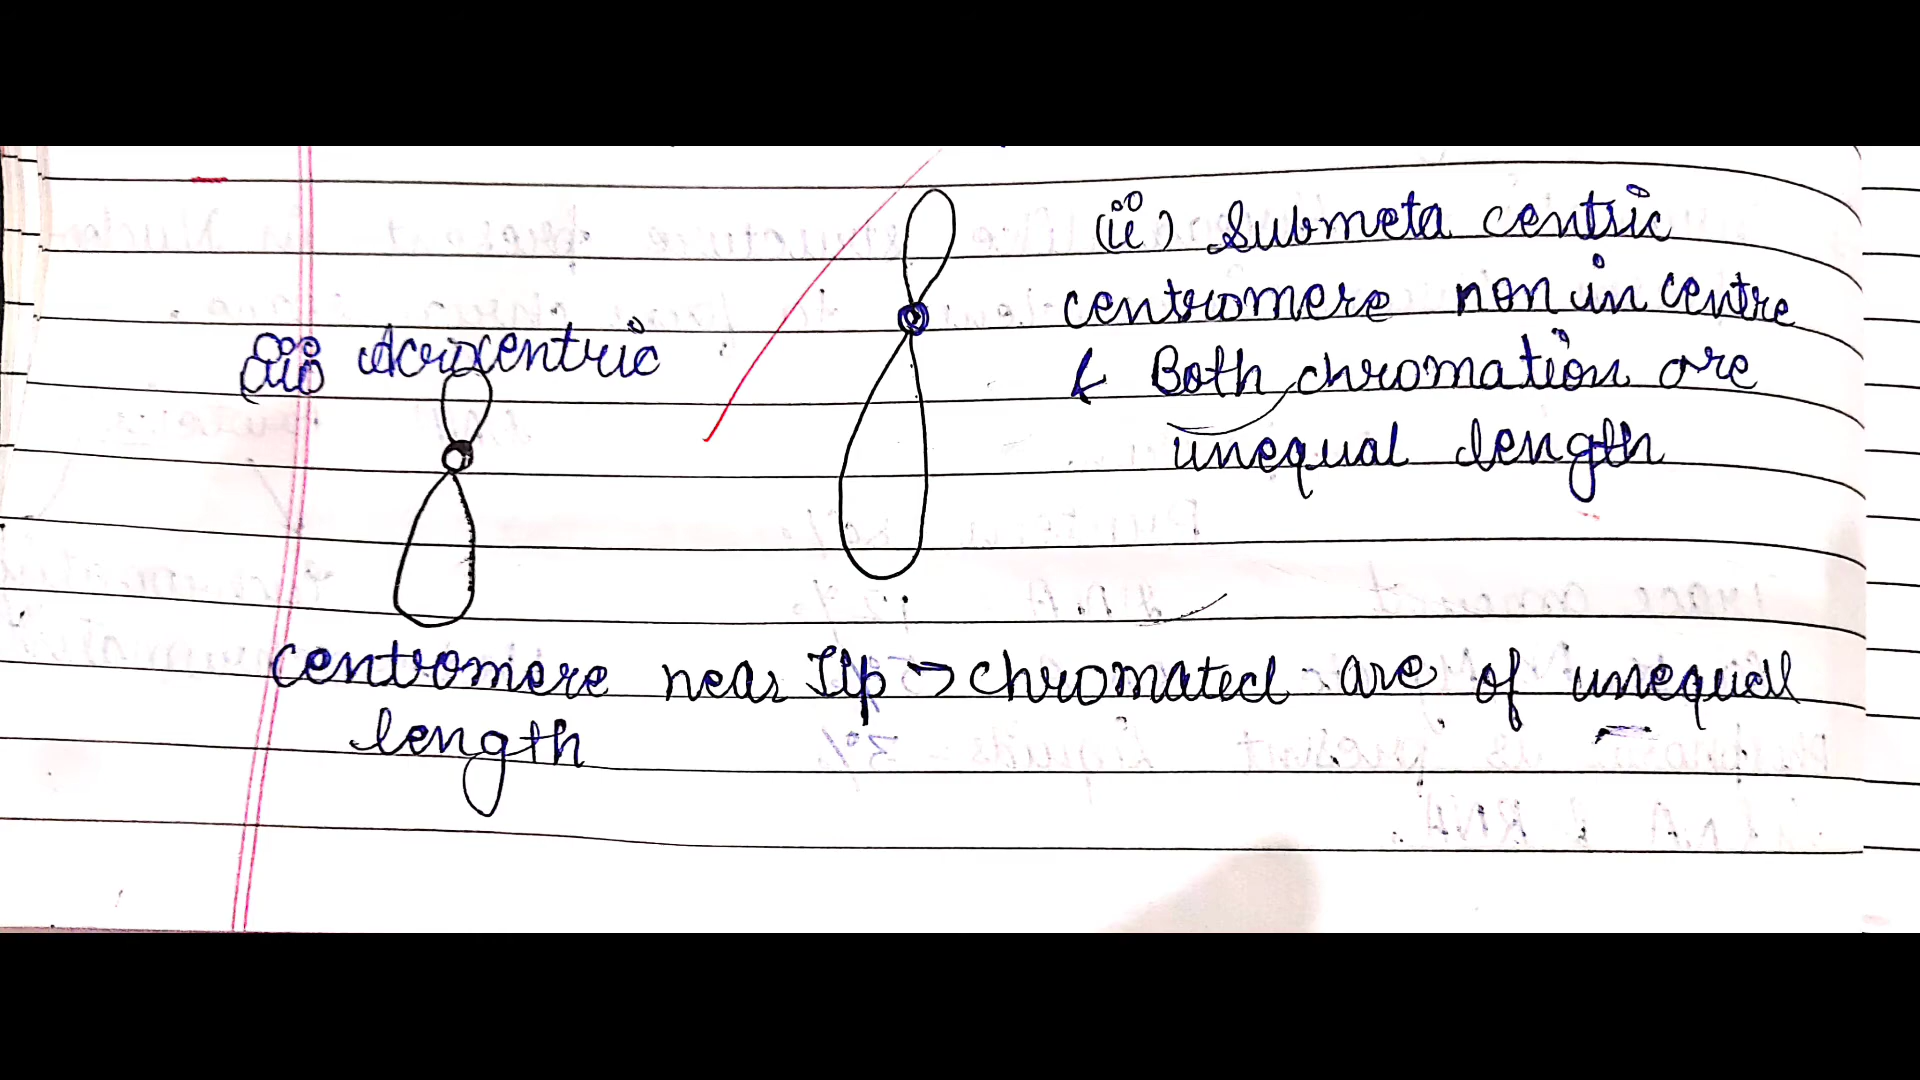 (ii) Submeta centric
centromere non in centre
& Both chromation are
unequal length
(iii) Acrocentric
centromere near Tip → chromated are of unequal
length